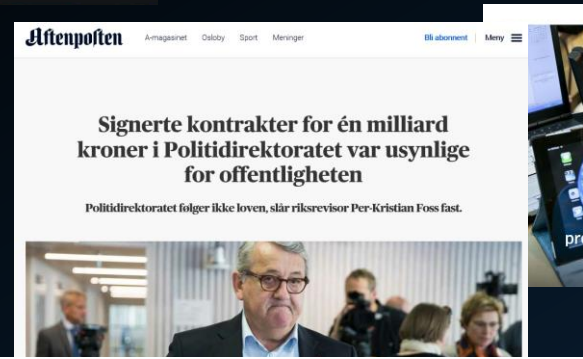 Aftenposten
A-magasinet Osloby Sport Meninger
Bli abonnent Meny
Signerte kontrakter for én milliard
kroner i Politidirektoratet var usynlige
for offentligheten
Politidirektoratet følger ikke loven, slår riksrevisor Per-Kristian Foss fast.